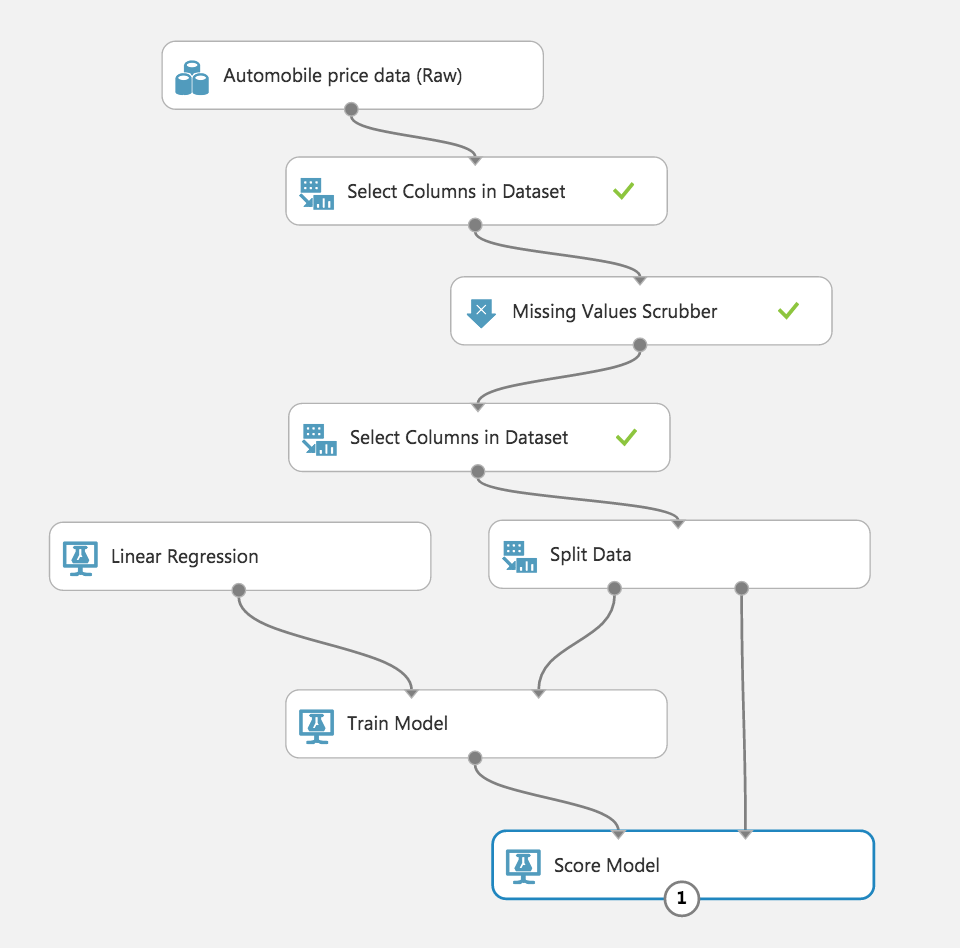 Automobile price data (Raw)
Select Columns in Dataset
Missing Values Scrubber
Select Columns in Dataset
Linear Regression
Split Data
Train Model
Score Model
1